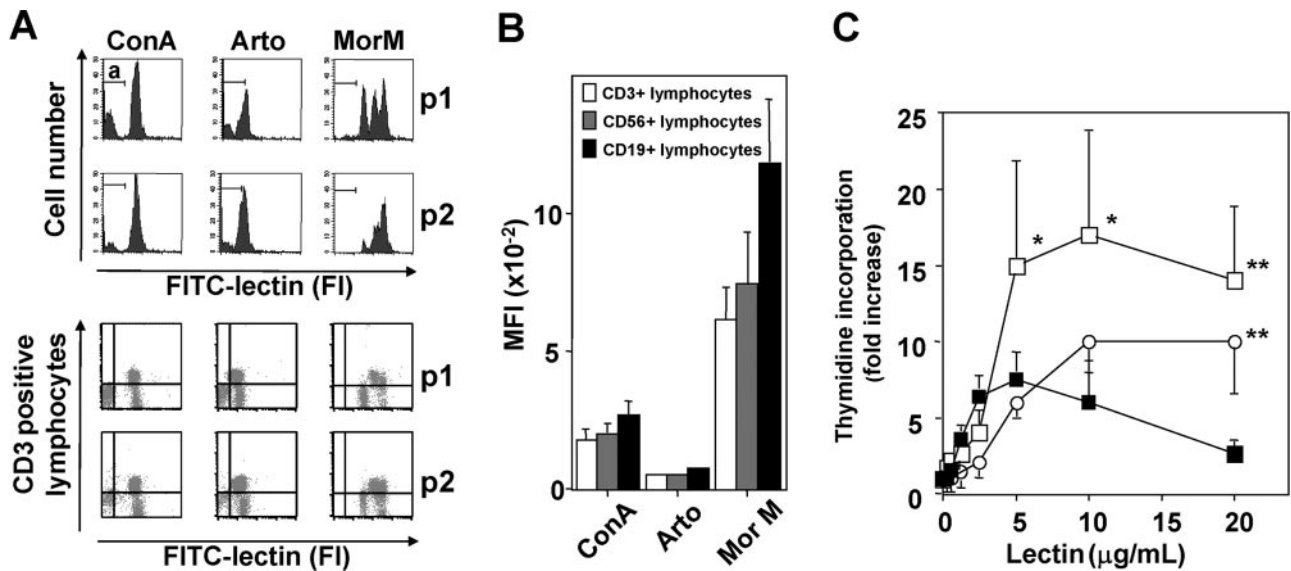 A
ConA Arto MorM
a
p1
Cell number
p2
FITC-lectin (FI)
CD3 positive
lymphocytes
p1
p2
FITC-lectin (FI)
B
CD3+ lymphocytes
CD56+ lymphocytes
CD19+ lymphocytes
10
5
0
MFI (x10-2)
ConA Arto Mor M
C
25
20
15
10
5
0
Thymidine incorporation
(fold increase)
*
*
**
**
0 5 10 15 20
Lectin (µg/mL)